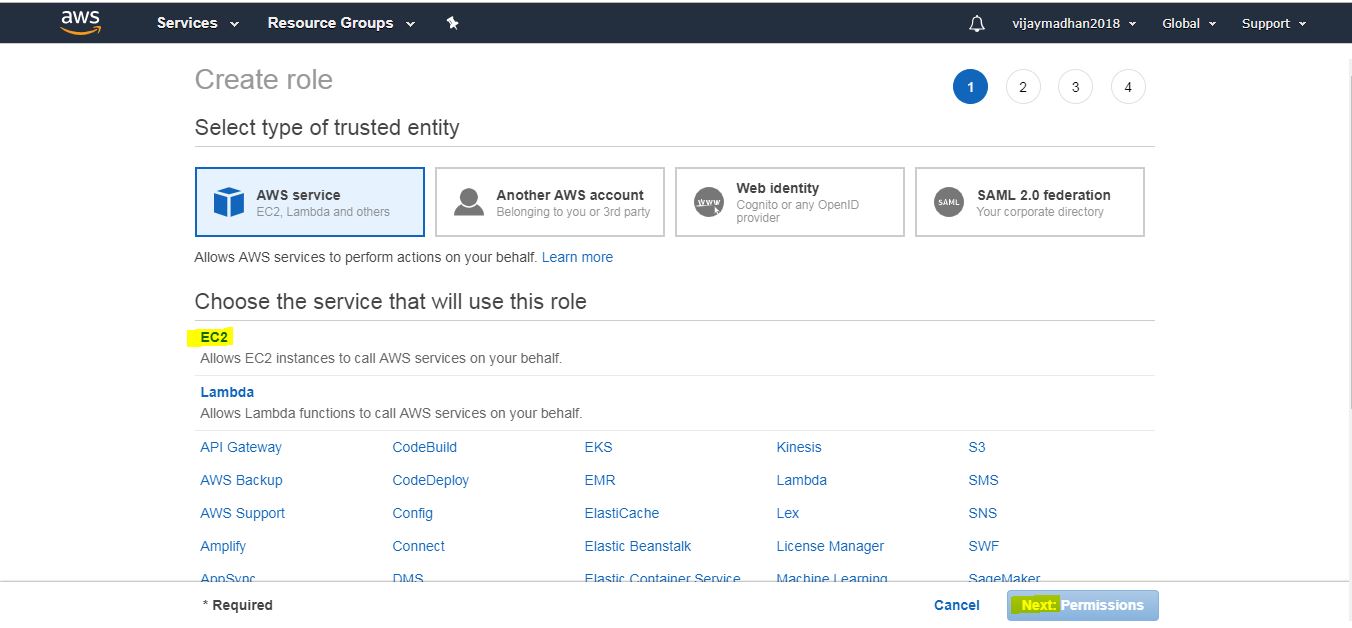 aws Services Resource Groups vijaymadhan2018 Global Support
Create role
1 2 3 4
Select type of trusted entity
AWS service
EC2, Lambda and others
Another AWS account
Belonging to you or 3rd party
www
Web identity
Cognito or any OpenID
provider
SAML
SAML 2.0 federation
Your corporate directory
Allows AWS services to perform actions on your behalf. Learn more
Choose the service that will use this role
EC2
Allows EC2 instances to call AWS services on your behalf.
Lambda
Allows Lambda functions to call AWS services on your behalf.
API Gateway CodeBuild EKS Kinesis S3
AWS Backup CodeDeploy EMR Lambda SMS
AWS Support Config ElastiCache Lex SNS
Amplify Connect Elastic Beanstalk License Manager SWF
AppSync DMS Elastic Container Service Machine Learning SageMaker
* Required Cancel Next: Permissions